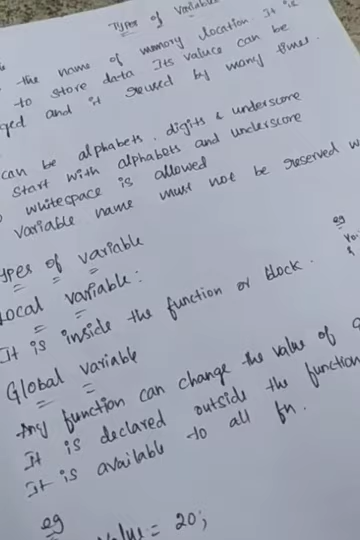 Types of Variable
the name of memory location. It is
to store data Its value can be
ged and it reused by many times.
can be alphabets, digits & underscore
start with alphabets and underscore
whitespace is allowed
variable name must not be reserved w
ypes of variable
Local variable:
It is inside the function or block.
eg
Global variable
Any function can change the value of g
It is declared outside the function
It is available to all fn.
eg
value = 20;